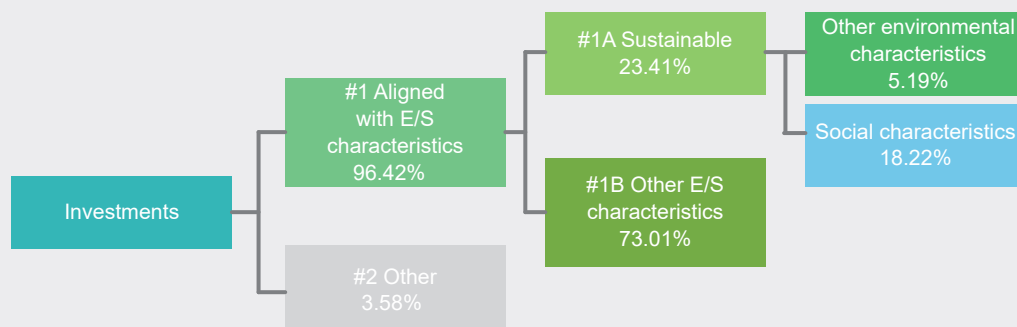 Investments
#1 Aligned
with E/S
characteristics
96.42%
#2 Other
3.58%
#1A Sustainable
23.41%
#1B Other E/S
characteristics
73.01%
Other environmental
characteristics
5.19%
Social characteristics
18.22%